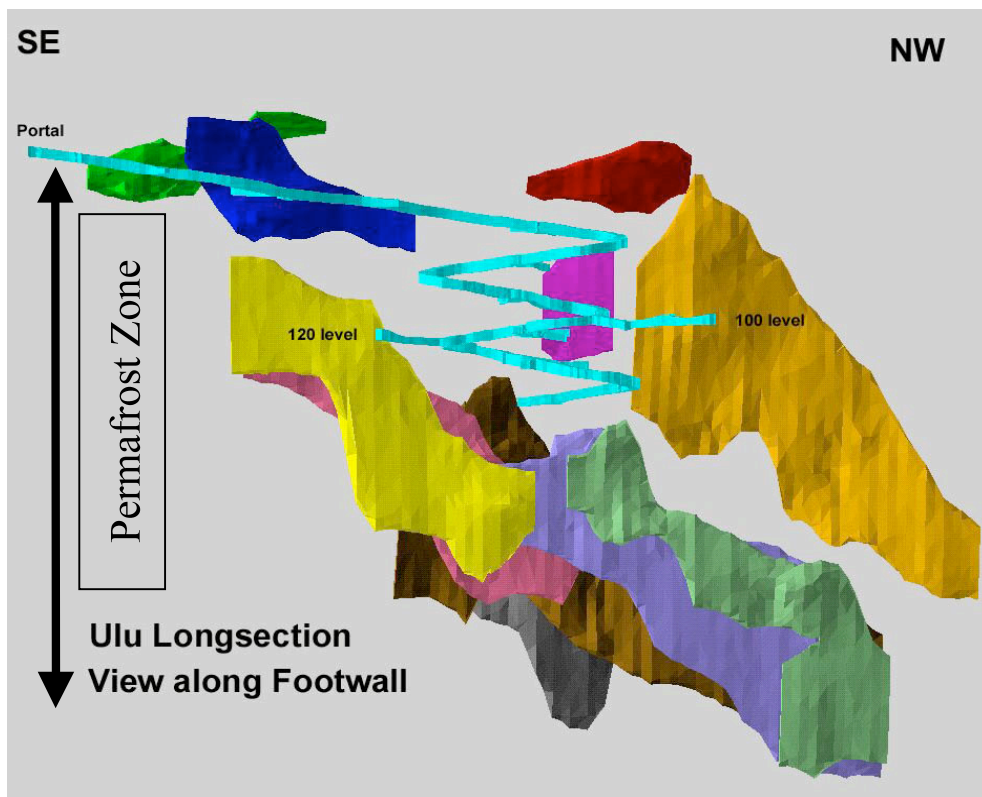 SE
NW
Portal
100 level
120 level
Permafrost Zone
Ulu Longsection
View along Footwall